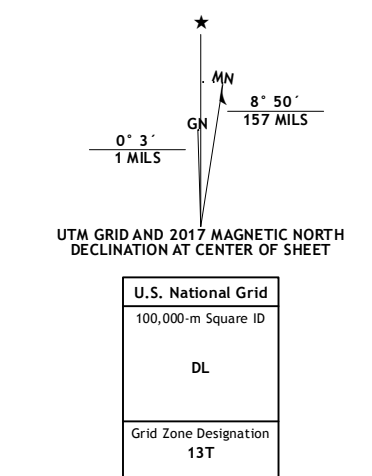 ★
MN
8° 50´
GN
157 MILS
0° 3´
1 MILS
UTM GRID AND 2017 MAGNETIC NORTH
DECLINATION AT CENTER OF SHEET
U.S. National Grid
100,000-m Square ID
DL
Grid Zone Designation
13T